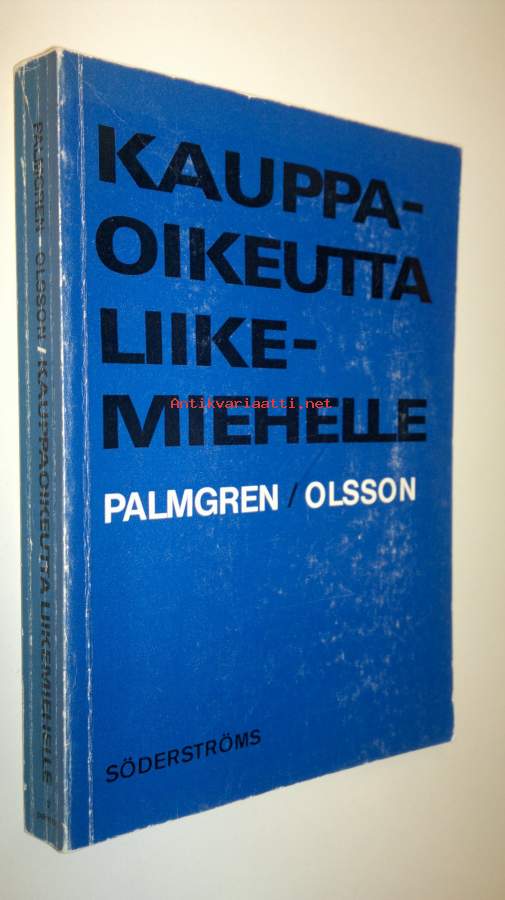 KAUPPA-
OIKEUTTA
LIIKE-
MIEHELLE
Antikvariaatti.net
PALMGREN / OLSSON
SÖDERSTRÖMS
PALMGREN - OLSSON / KAUPPAOIKEUTTA LIIKEMIEHELLE